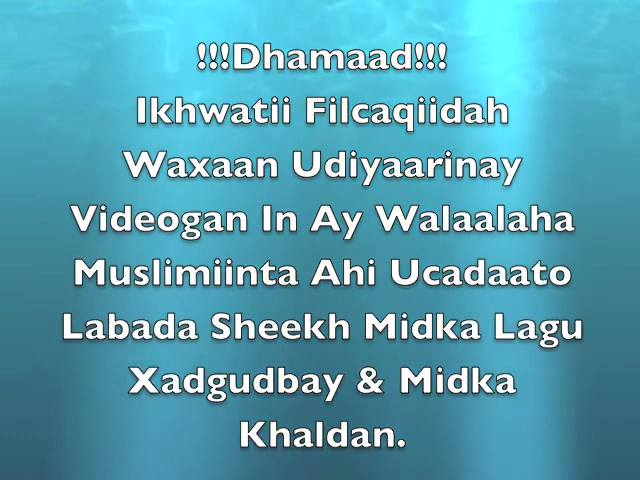 !!!Dhamaad!!!
Ikhwatii Filcaqiidah
Waxaan Udiyaarinay
Videogan In Ay Walaalaha
Muslimiinta Ahi Ucadaato
Labada Sheekh Midka Lagu
Xadgudbay & Midka
Khaldan.